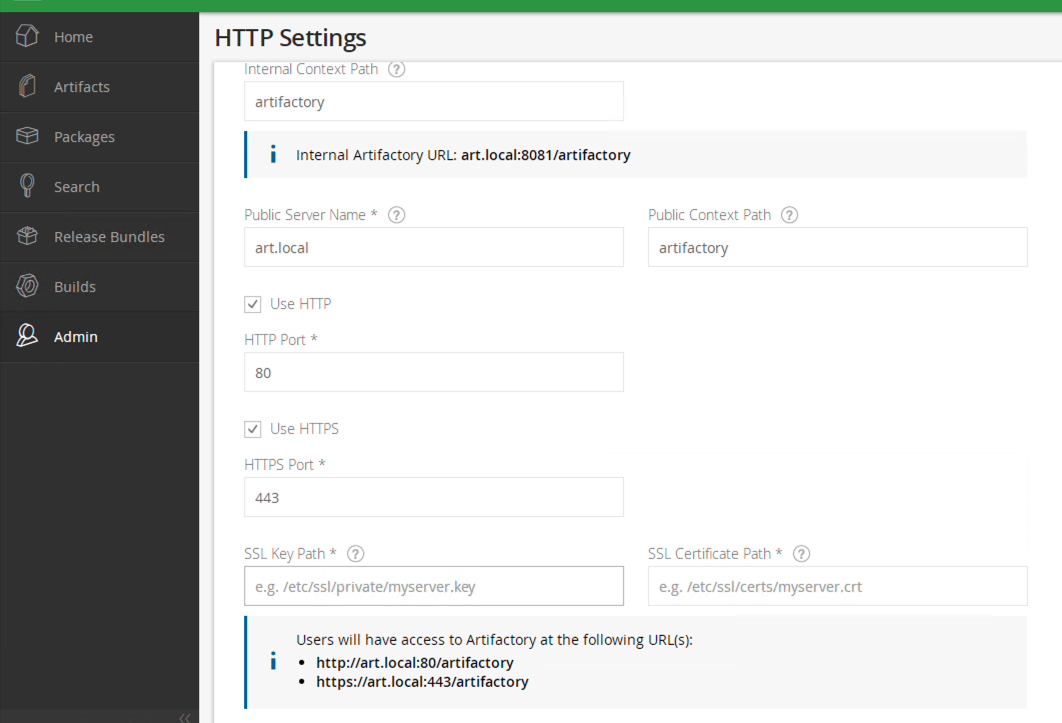 HTTP Settings
Home
Artifacts
Packages
Search
Release Bundles
Builds
Admin
Internal Context Path ?
artifactory
Internal Artifactory URL: art.local:8081/artifactory
Public Server Name * ? Public Context Path ?
art.local artifactory
Use HTTP
HTTP Port *
80
Use HTTPS
HTTPS Port *
443
SSL Key Path * ? SSL Certificate Path * ?
e.g. /etc/ssl/private/myserver.key e.g. /etc/ssl/certs/myserver.crt
Users will have access to Artifactory at the following URL(s):
• http://art.local:80/artifactory
• https://art.local:443/artifactory